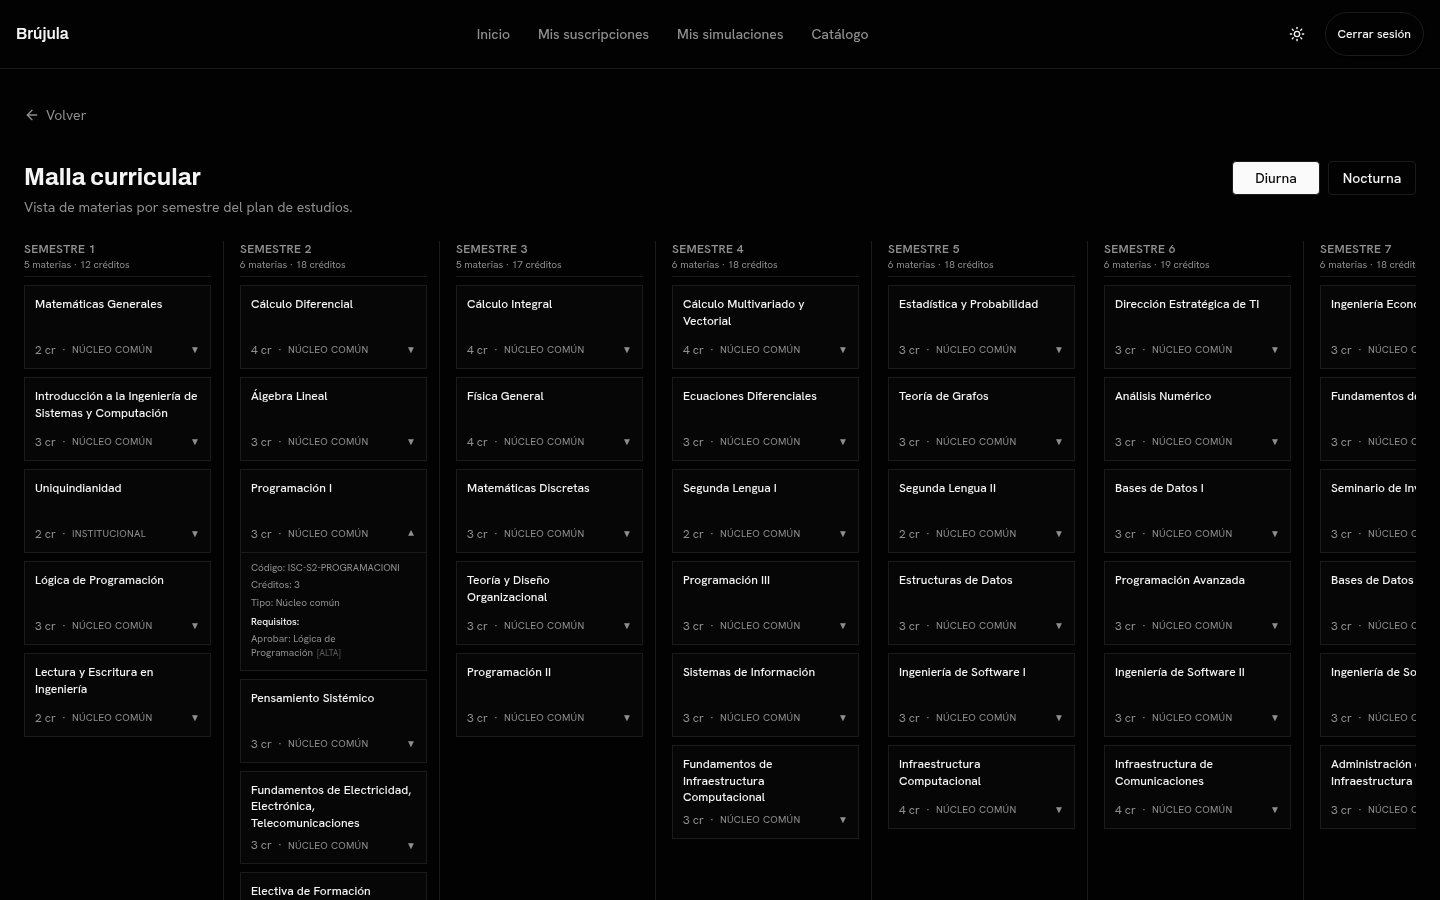 Brújula
Inicio
Mis suscripciones
Mis simulaciones
Catálogo
Cerrar sesión
Volver
Malla curricular
Vista de materias por semestre del plan de estudios.
Diurna
Nocturna
SEMESTRE 1
5 materias · 12 créditos
Matemáticas Generales
2 cr · NÚCLEO COMÚN
Introducción a la Ingeniería de
Sistemas y Computación
3 cr · NÚCLEO COMÚN
Uniquindianidad
2 cr · INSTITUCIONAL
Lógica de Programación
3 cr · NÚCLEO COMÚN
Lectura y Escritura en
Ingeniería
2 cr · NÚCLEO COMÚN
SEMESTRE 2
6 materias · 18 créditos
Cálculo Diferencial
4 cr · NÚCLEO COMÚN
Álgebra Lineal
3 cr · NÚCLEO COMÚN
Programación I
3 cr · NÚCLEO COMÚN
Código: ISC-S2-PROGRAMACIONI
Créditos: 3
Tipo: Núcleo común
Requisitos:
Aprobar: Lógica de
Programación [ALTA]
Pensamiento Sistémico
3 cr · NÚCLEO COMÚN
Fundamentos de Electricidad,
Electrónica,
Telecomunicaciones
3 cr · NÚCLEO COMÚN
Electiva de Formación
SEMESTRE 3
5 materias · 17 créditos
Cálculo Integral
4 cr · NÚCLEO COMÚN
Física General
4 cr · NÚCLEO COMÚN
Matemáticas Discretas
3 cr · NÚCLEO COMÚN
Teoría y Diseño
Organizacional
3 cr · NÚCLEO COMÚN
Programación II
3 cr · NÚCLEO COMÚN
SEMESTRE 4
6 materias · 18 créditos
Cálculo Multivariado y
Vectorial
4 cr · NÚCLEO COMÚN
Ecuaciones Diferenciales
3 cr · NÚCLEO COMÚN
Segunda Lengua I
2 cr · NÚCLEO COMÚN
Programación III
3 cr · NÚCLEO COMÚN
Sistemas de Información
3 cr · NÚCLEO COMÚN
Fundamentos de
Infraestructura
Computacional
3 cr · NÚCLEO COMÚN
SEMESTRE 5
6 materias · 18 créditos
Estadística y Probabilidad
3 cr · NÚCLEO COMÚN
Teoría de Grafos
3 cr · NÚCLEO COMÚN
Segunda Lengua II
2 cr · NÚCLEO COMÚN
Estructuras de Datos
3 cr · NÚCLEO COMÚN
Ingeniería de Software I
3 cr · NÚCLEO COMÚN
Infraestructura
Computacional
4 cr · NÚCLEO COMÚN
SEMESTRE 6
6 materias · 19 créditos
Dirección Estratégica de TI
3 cr · NÚCLEO COMÚN
Análisis Numérico
3 cr · NÚCLEO COMÚN
Bases de Datos I
3 cr · NÚCLEO COMÚN
Programación Avanzada
3 cr · NÚCLEO COMÚN
Ingeniería de Software II
3 cr · NÚCLEO COMÚN
Infraestructura de
Comunicaciones
4 cr · NÚCLEO COMÚN
SEMESTRE 7
6 materias · 18 crédit
Ingeniería Econ
3 cr · NÚCLEO
Fundamentos d
3 cr · NÚCLEO
Seminario de In
3 cr · NÚCLEO
Bases de Datos
3 cr · NÚCLEO
Ingeniería de So
3 cr · NÚCLEO
Administración
Infraestructura
3 cr · NÚCLEO